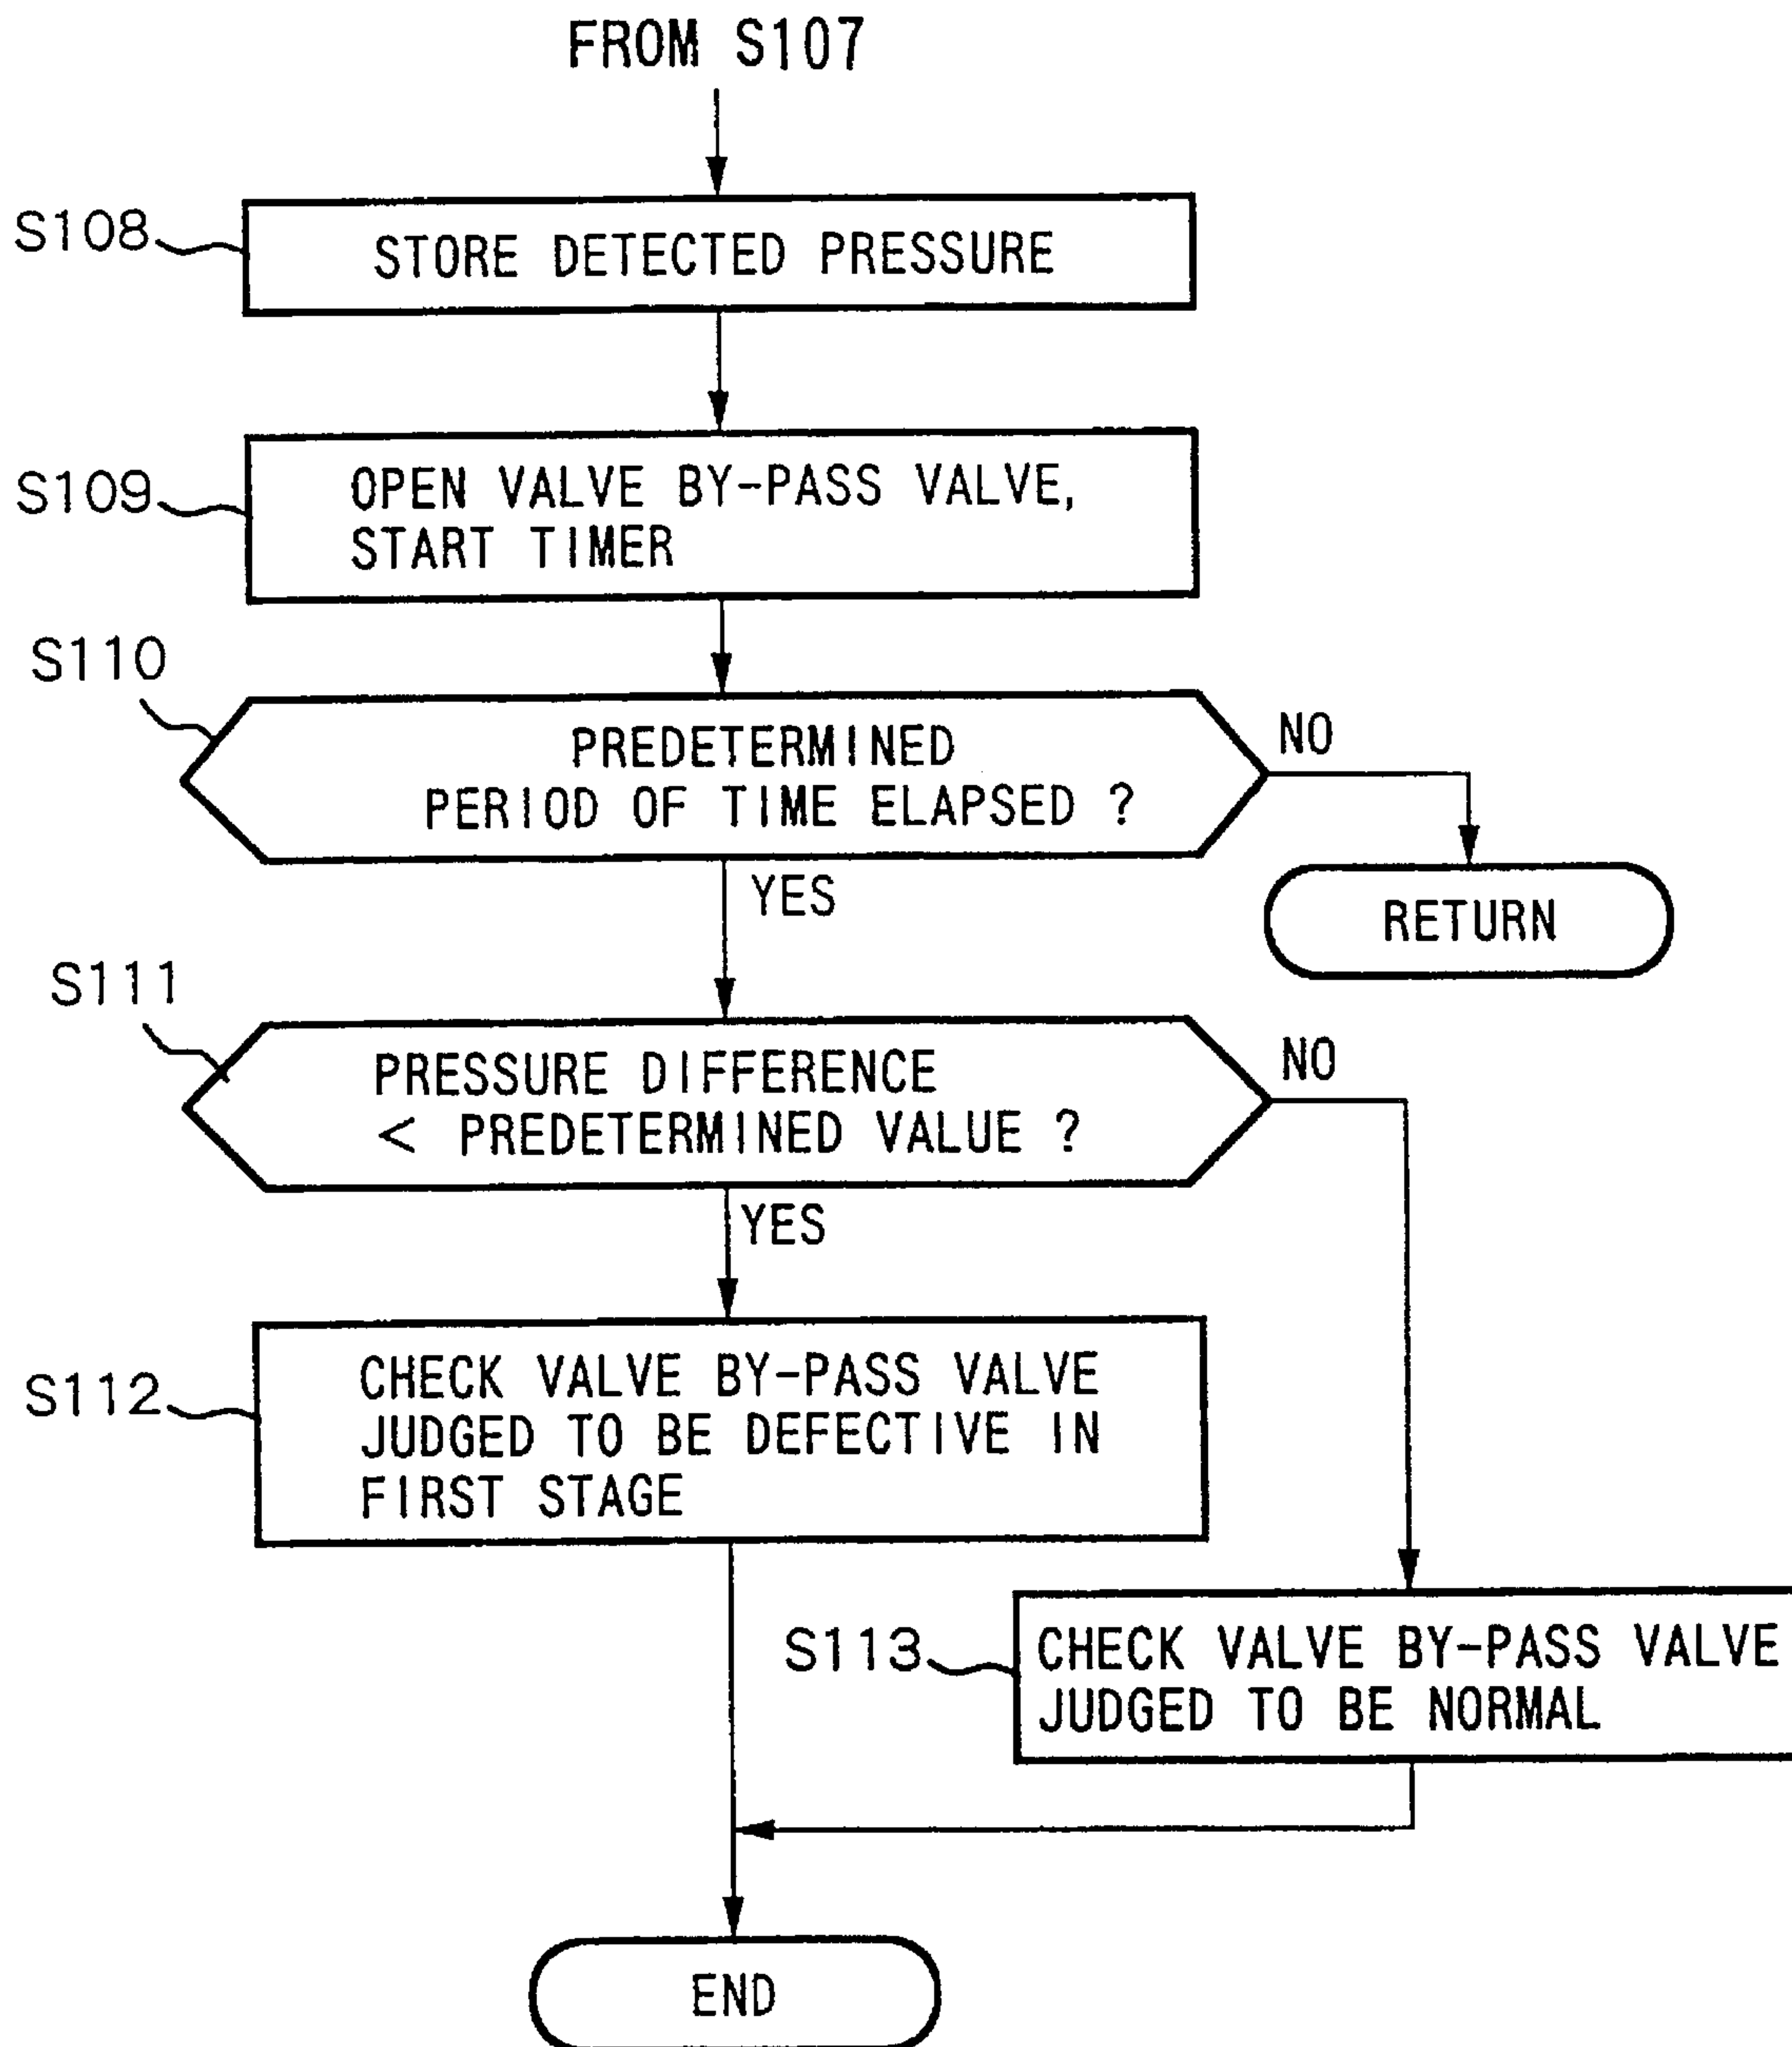 FROM S107
S108
STORE DETECTED PRESSURE
S109
OPEN VALVE BY-PASS VALVE,
START TIMER
S110
PREDETERMINED
PERIOD OF TIME ELAPSED ?
NO
YES
RETURN
S111
PRESSURE DIFFERENCE
< PREDETERMINED VALUE ?
NO
YES
S112
CHECK VALVE BY-PASS VALVE
JUDGED TO BE DEFECTIVE IN
FIRST STAGE
S113
CHECK VALVE BY-PASS VALVE
JUDGED TO BE NORMAL
END